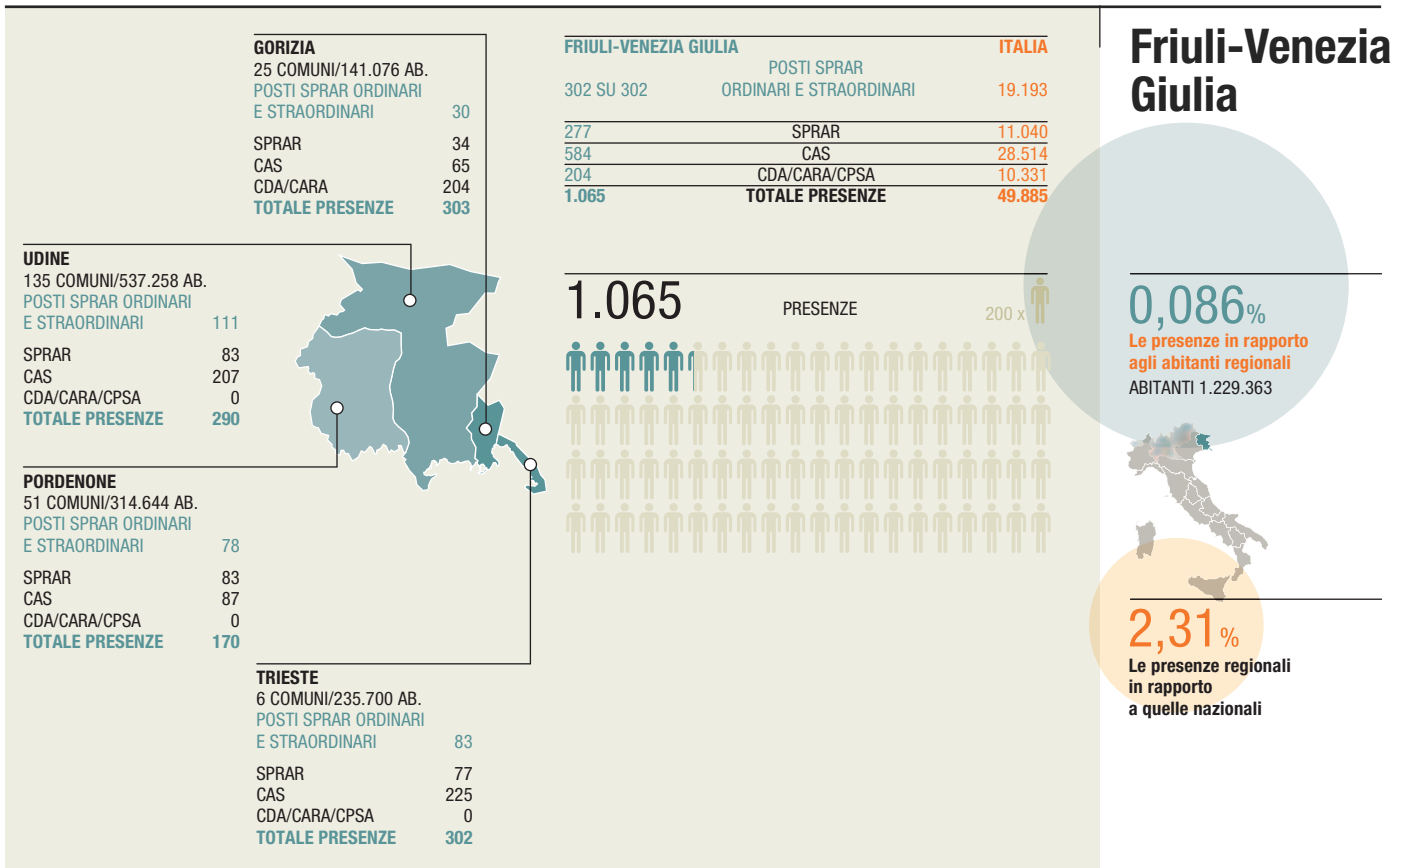 Friuli-Venezia
Giulia
GORIZIA
25 COMUNI/141.076 AB.
POSTI SPRAR ORDINARI
E STRAORDINARI 30
SPRAR 34
CAS 65
CDA/CARA 204
TOTALE PRESENZE 303
UDINE
135 COMUNI/537.258 AB.
POSTI SPRAR ORDINARI
E STRAORDINARI 111
SPRAR 83
CAS 207
CDA/CARA/CPSA 0
TOTALE PRESENZE 290
PORDENONE
51 COMUNI/314.644 AB.
POSTI SPRAR ORDINARI
E STRAORDINARI 78
SPRAR 83
CAS 87
CDA/CARA/CPSA 0
TOTALE PRESENZE 170
TRIESTE
6 COMUNI/235.700 AB.
POSTI SPRAR ORDINARI
E STRAORDINARI 83
SPRAR 77
CAS 225
CDA/CARA/CPSA 0
TOTALE PRESENZE 302
FRIULI-VENEZIA GIULIA ITALIA
POSTI SPRAR
302 SU 302 ORDINARI E STRAORDINARI 19.193
277 SPRAR 11.040
584 CAS 28.514
204 CDA/CARA/CPSA 10.331
1.065 TOTALE PRESENZE 49.885
1.065 PRESENZE 200 x
0,086%
Le presenze in rapporto
agli abitanti regionali
ABITANTI 1.229.363
2,31%
Le presenze regionali
in rapporto
a quelle nazionali